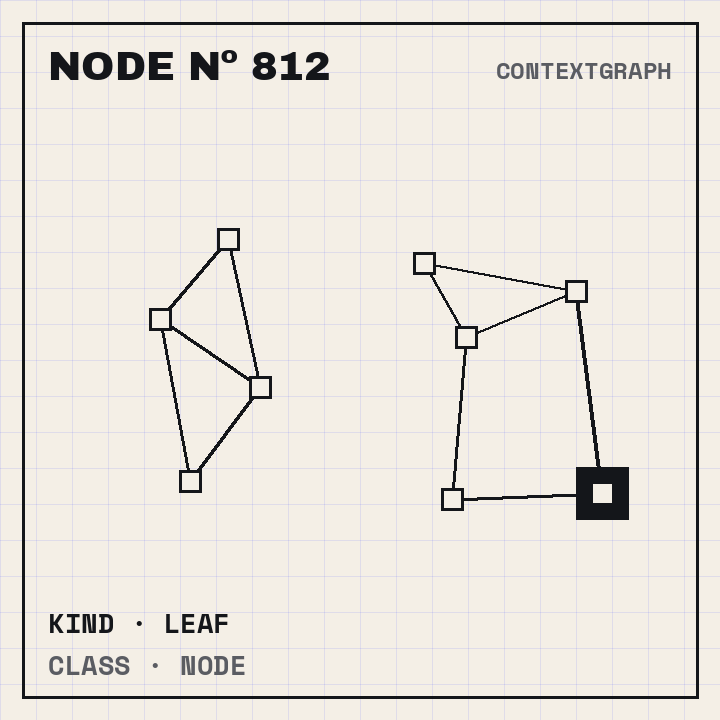 NODE Nº 812
CONTEXTGRAPH
KIND · LEAF
CLASS · NODE